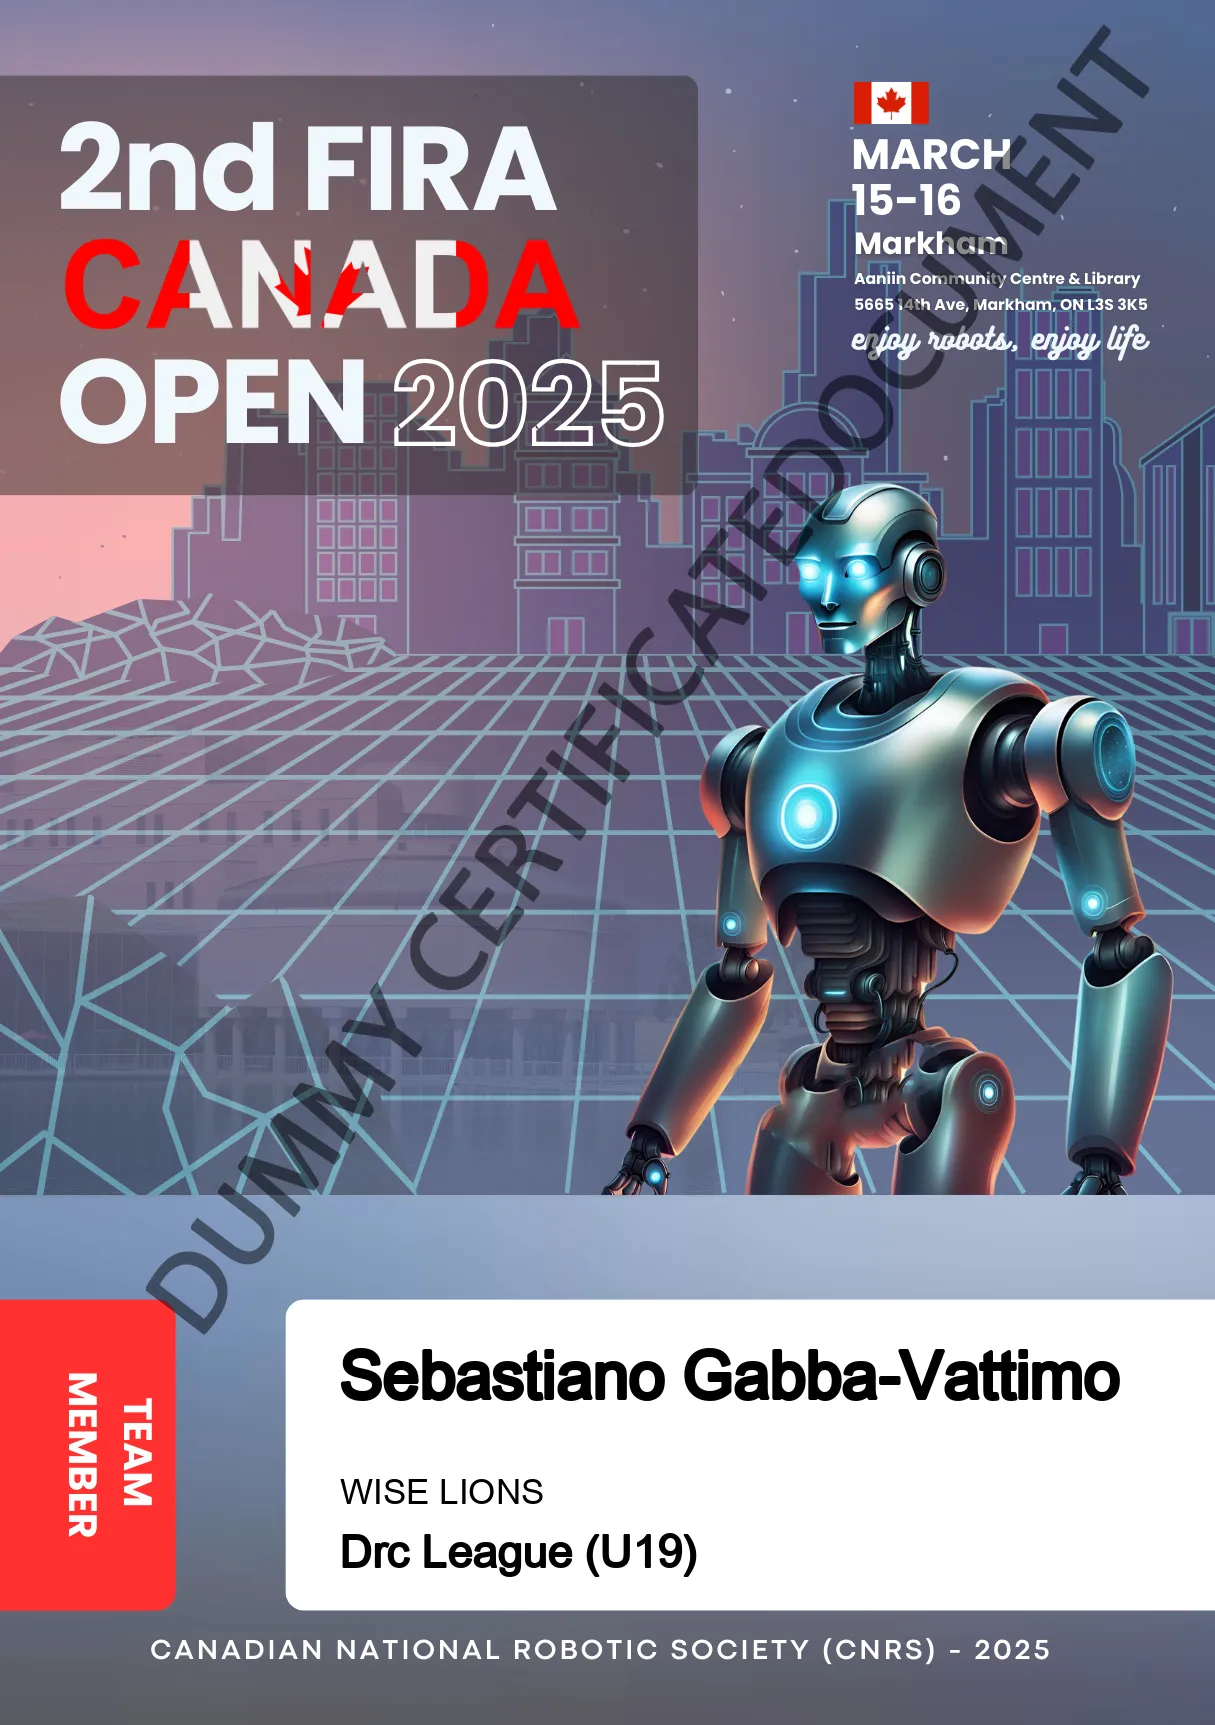 2nd FIRA
CANADA
OPEN 2025
MARCH
15-16
Markham
Aaniin Community Centre & Library
5665 14th Ave, Markham, ON L3S 3K5
enjoy robots, enjoy life
DUMMY CERTIFICATEDOCUMENT
TEAM
MEMBER
Sebastiano Gabba-Vattimo
WISE LIONS
Drc League (U19)
CANADIAN NATIONAL ROBOTIC SOCIETY (CNRS) - 2025